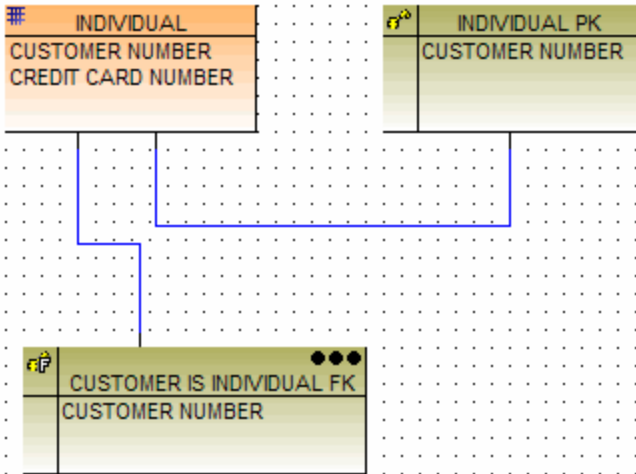 INDIVIDUAL
CUSTOMER NUMBER
CREDIT CARD NUMBER
INDIVIDUAL PK
CUSTOMER NUMBER
CUSTOMER IS INDIVIDUAL FK
CUSTOMER NUMBER